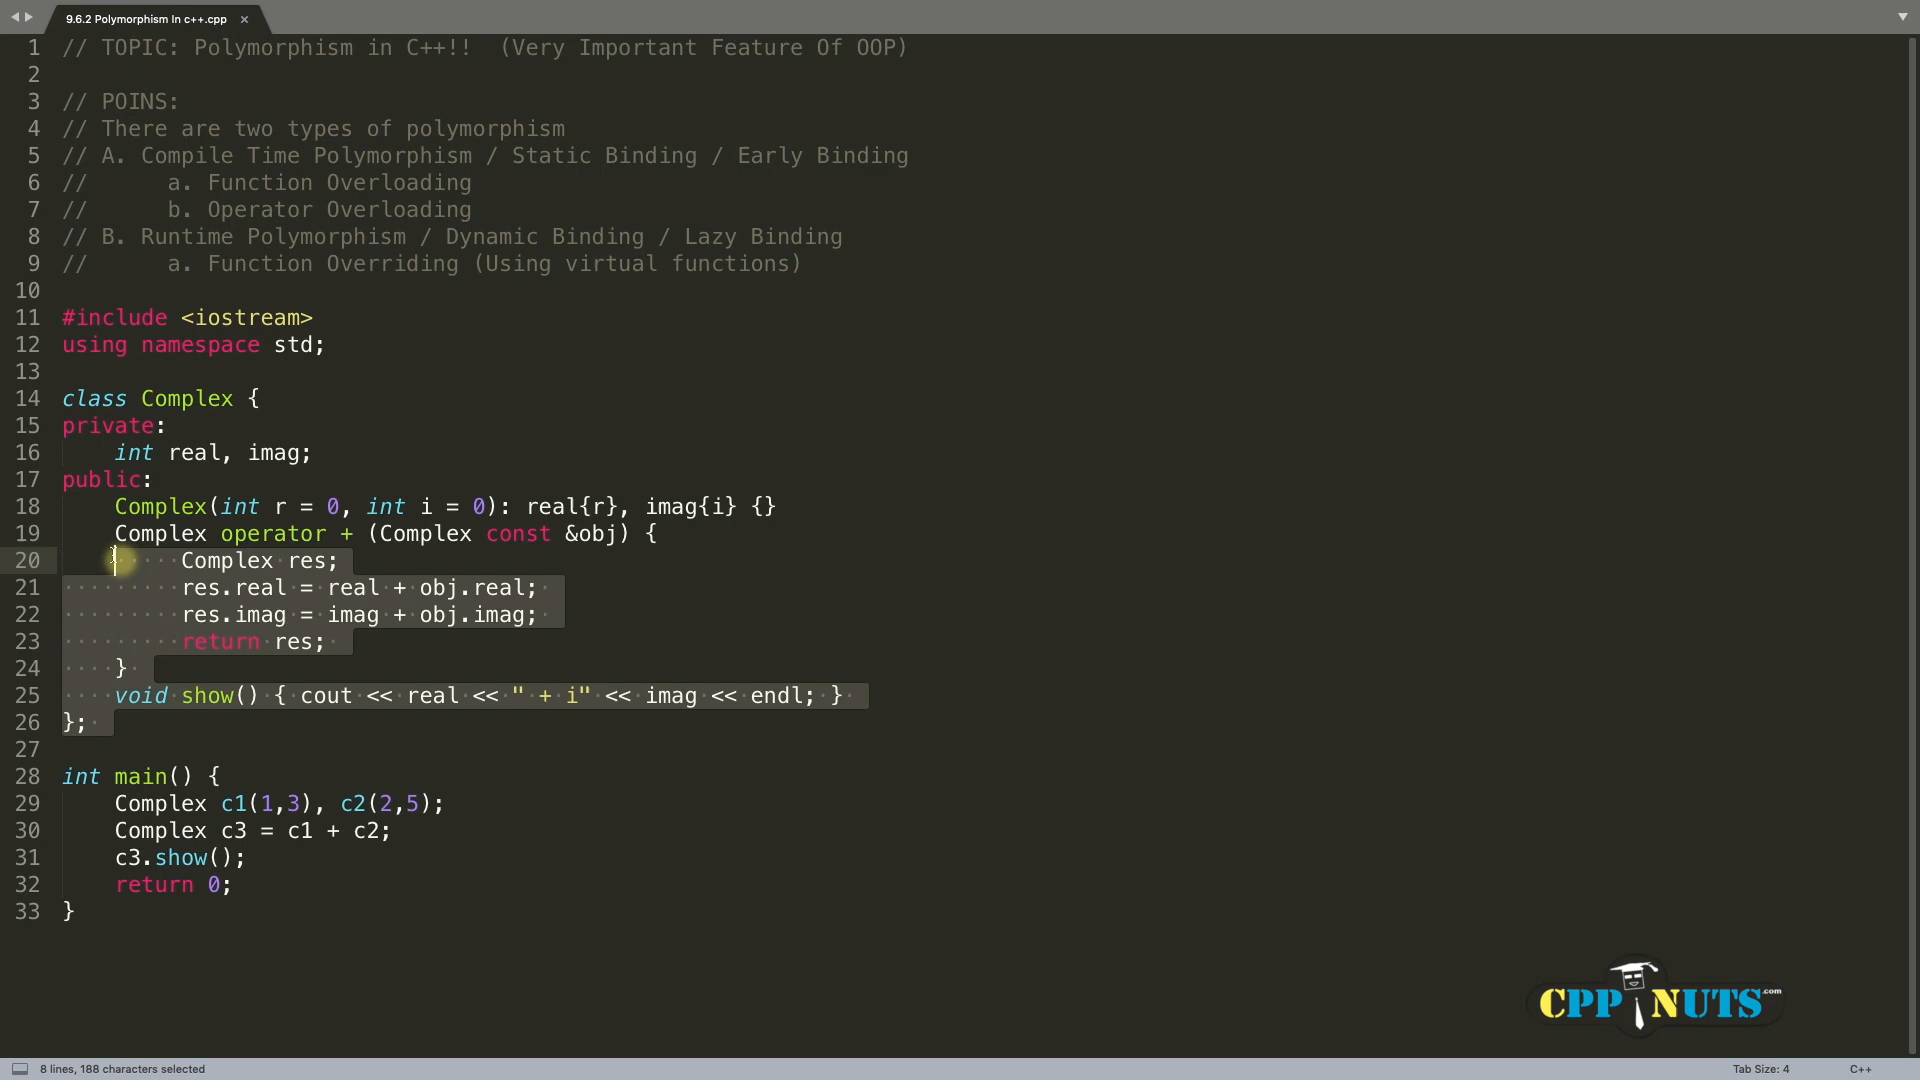 9.6.2 Polymorphism In c++.cpp ×
1 // TOPIC: Polymorphism in C++!!  (Very Important Feature Of OOP)
2
3 // POINS:
4 // There are two types of polymorphism
5 // A. Compile Time Polymorphism / Static Binding / Early Binding
6 //      a. Function Overloading
7 //      b. Operator Overloading
8 // B. Runtime Polymorphism / Dynamic Binding / Lazy Binding
9 //      a. Function Overriding (Using virtual functions)
10
11 #include <iostream>
12 using namespace std;
13
14 class Complex {
15 private:
16     int real, imag;
17 public:
18     Complex(int r = 0, int i = 0): real{r}, imag{i} {}
19     Complex operator + (Complex const &obj) {
20          Complex res;
21          res.real = real + obj.real;
22          res.imag = imag + obj.imag;
23          return res;
24     }
25     void show() { cout << real << " + i" << imag << endl; }
26 };
27
28 int main() {
29     Complex c1(1,3), c2(2,5);
30     Complex c3 = c1 + c2;
31     c3.show();
32     return 0;
33 }
CPP NUTS.com
8 lines, 188 characters selected
Tab Size: 4
C++